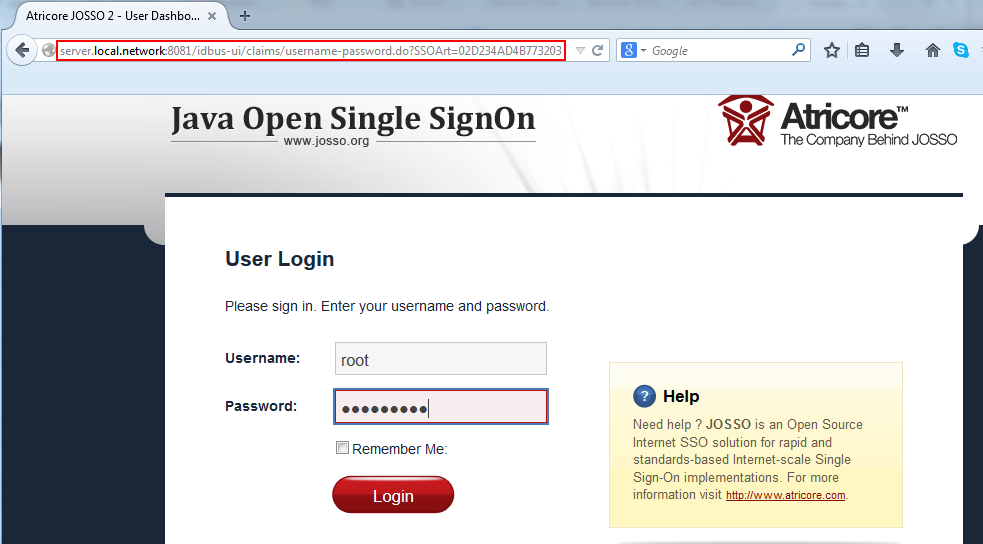 Atricore JOSSO 2 - User Dashbo...
server.local.network:8081/idbus-ui/claims/username-password.do?SSOArt=02D234AD4B773203
Google
Java Open Single SignOn
www.josso.org
Atricore™
The Company Behind JOSSO
User Login
Please sign in. Enter your username and password.
Username:
root
Password:
Remember Me:
Login
Help
Need help ? JOSSO is an Open Source
Internet SSO solution for rapid and
standards-based Internet-scale Single
Sign-On implementations. For more
information visit http://www.atricore.com.